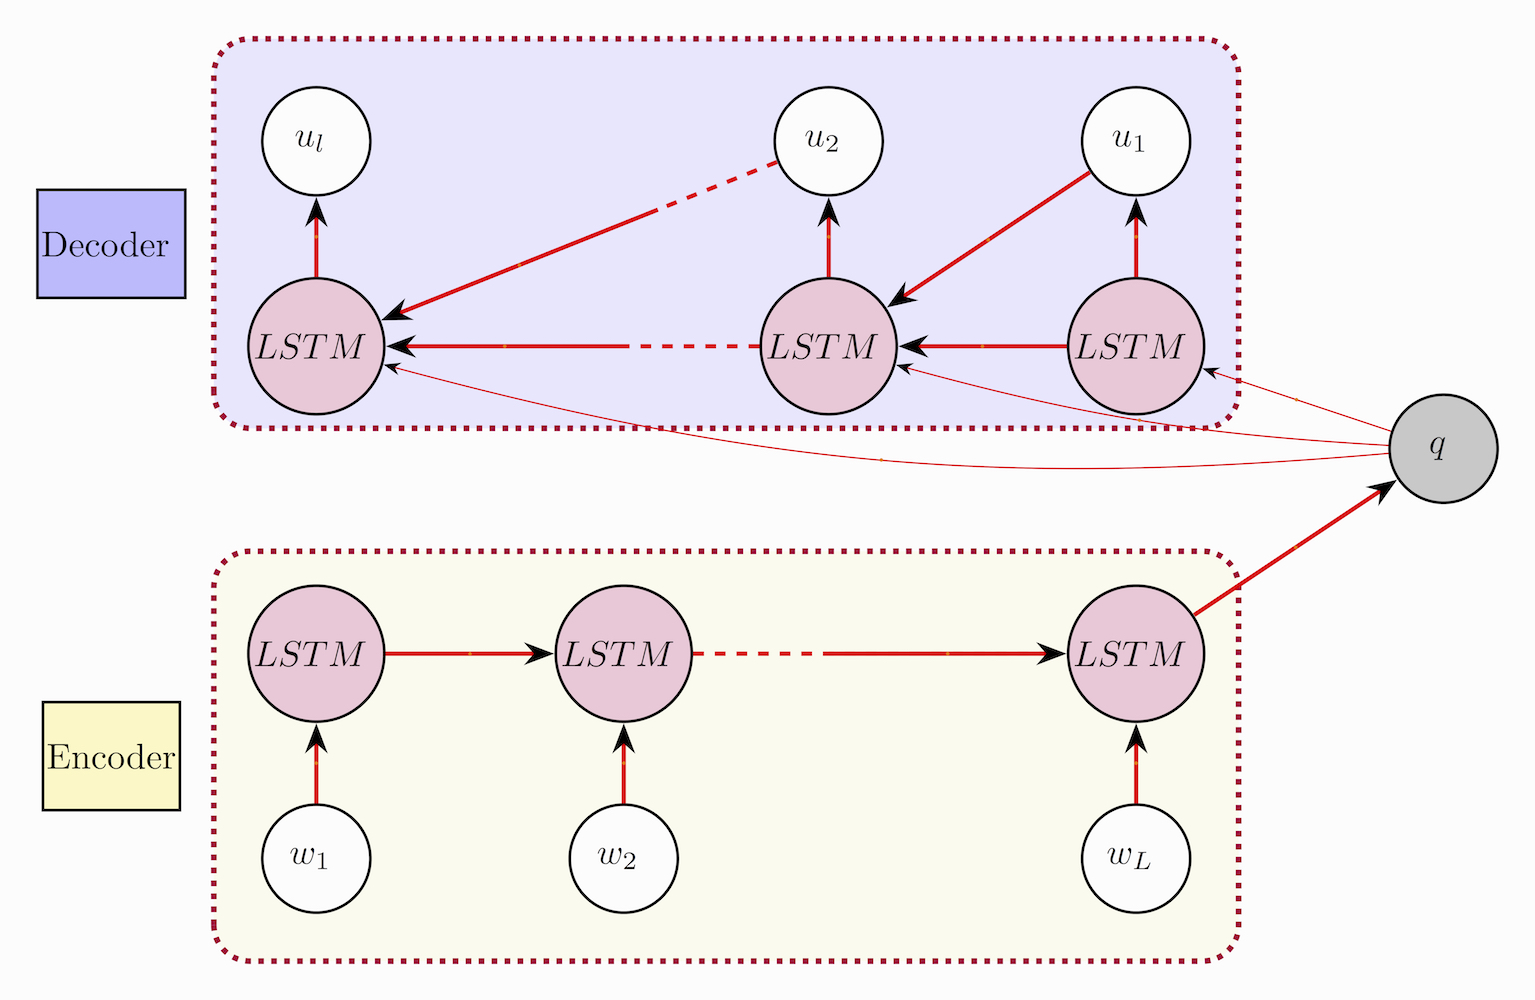 u_l
u_2
u_1
Decoder
LSTM
LSTM
LSTM
q
LSTM
LSTM
LSTM
Encoder
w_1
w_2
w_L